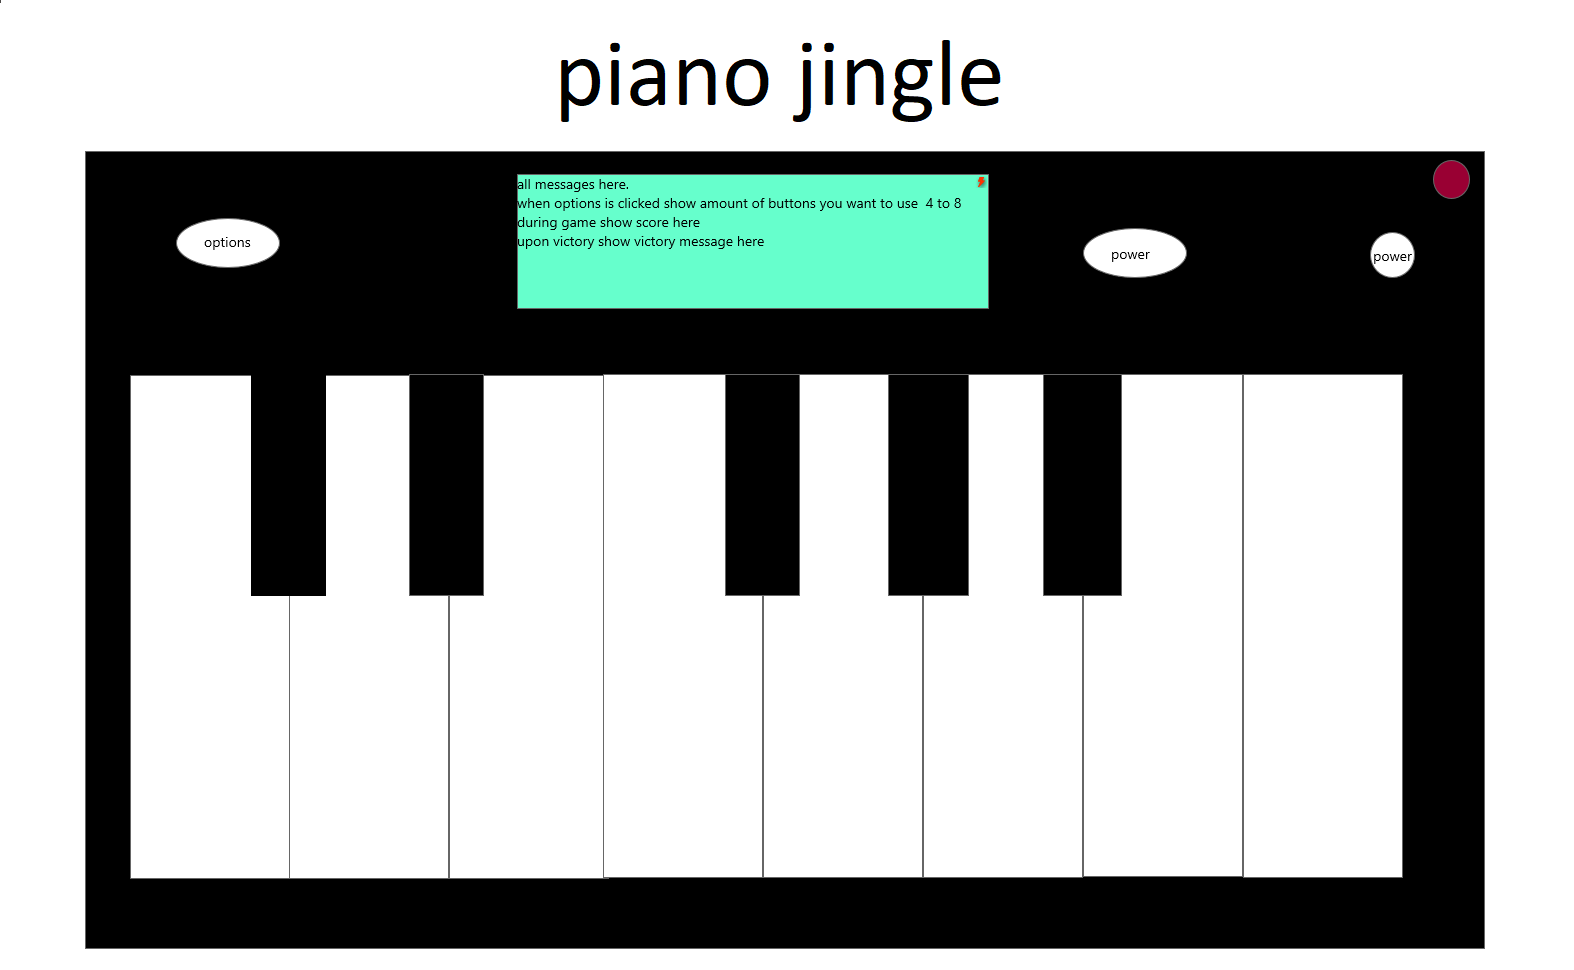 piano jingle
all messages here.
when options is clicked show amount of buttons you want to use  4 to 8
during game show score here
upon victory show victory message here
options
power
power